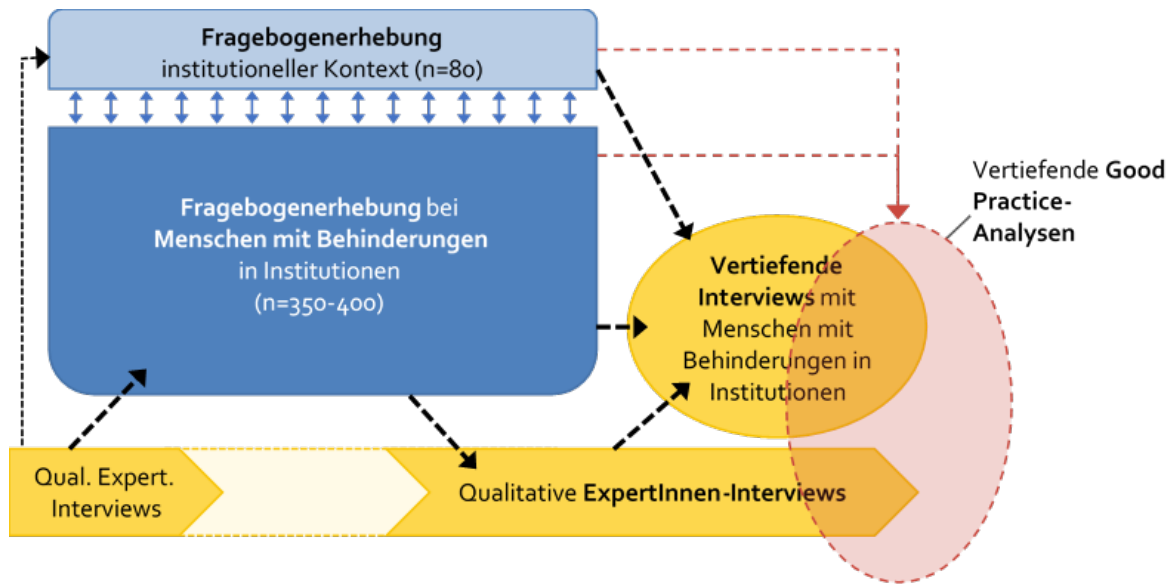 Fragebogenerhebung
institutioneller Kontext (n=80)
Fragebogenerhebung bei
Menschen mit Behinderungen
in Institutionen
(n=350-400)
Vertiefende Good
Practice-
Analysen
Vertiefende
Interviews mit
Menschen mit
Behinderungen in
Institutionen
Qual. Expert.
Interviews
Qualitative ExpertInnen-Interviews